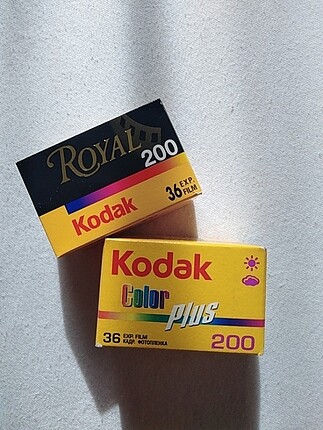 ROYAL
200
Kodak
36 EXP.
FILM
Kodak
Color
Plus
36 EXP. FILM
КАДР. ФОТОПЛЕНКА
200